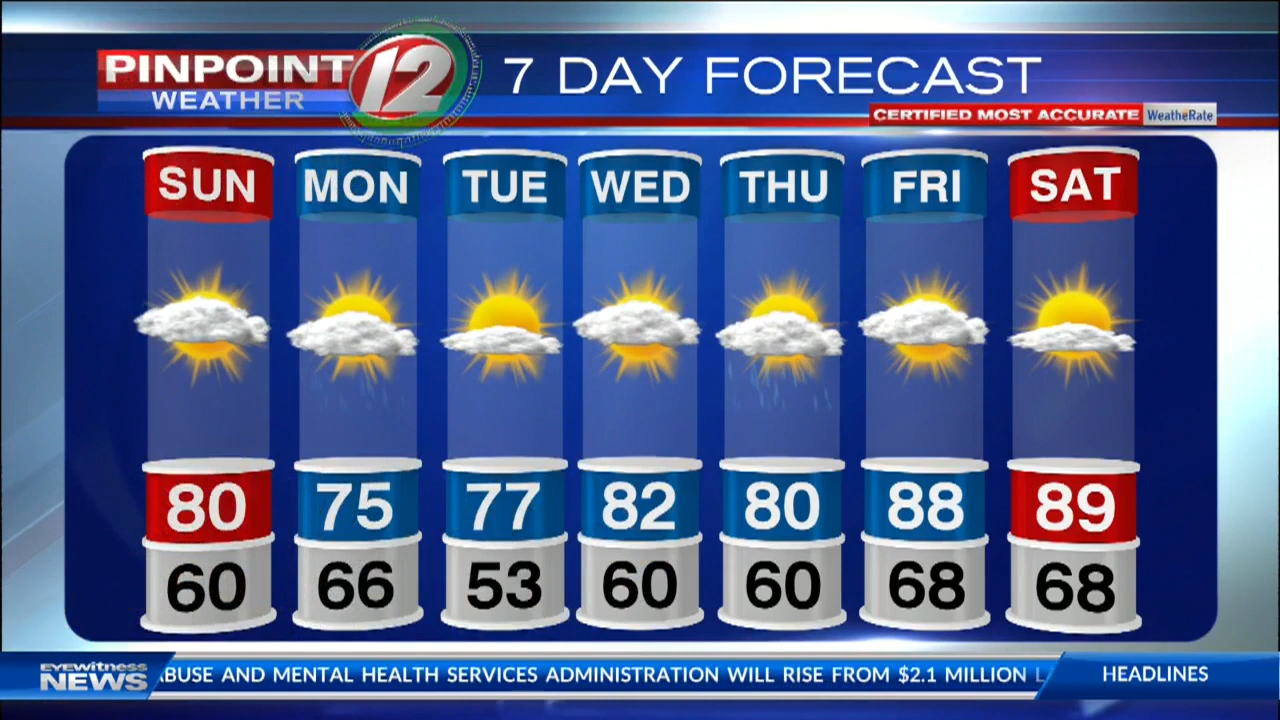 PINPOINT 12
WEATHER
7 DAY FORECAST
CERTIFIED MOST ACCURATE WeatheRate
SUN MON TUE WED THU FRI SAT
80 75 77 82 80 88 89
60 66 53 60 60 68 68
EYEWITNESS
NEWS
BUSE AND MENTAL HEALTH SERVICES ADMINISTRATION WILL RISE FROM $2.1 MILLION
HEADLINES